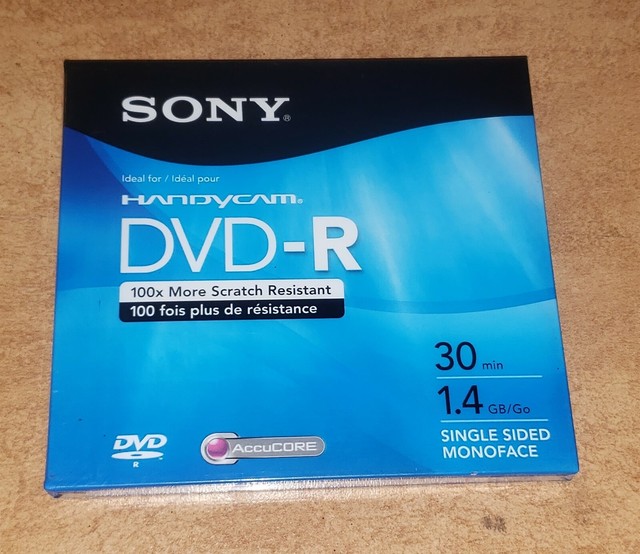 SONY®
Ideal for / Idéal pour
HANDYCAM®
DVD-R
100x More Scratch Resistant
100 fois plus de résistance
30 min
1.4 GB/Go
SINGLE SIDED
MONOFACE
DVD
R
AccuCORE